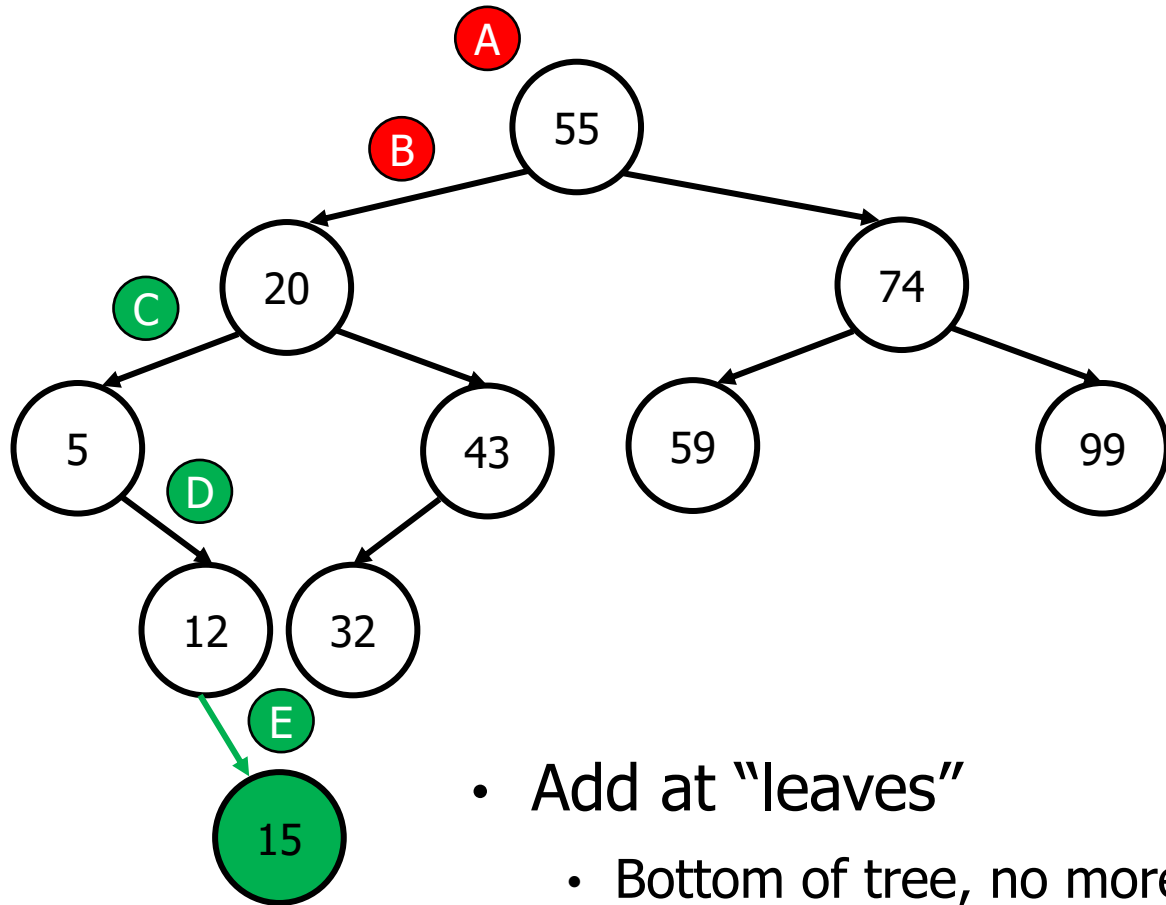 A
55
B
20
74
C
5
43
59
99
D
12
32
E
15
• Add at “leaves”
• Bottom of tree, no more